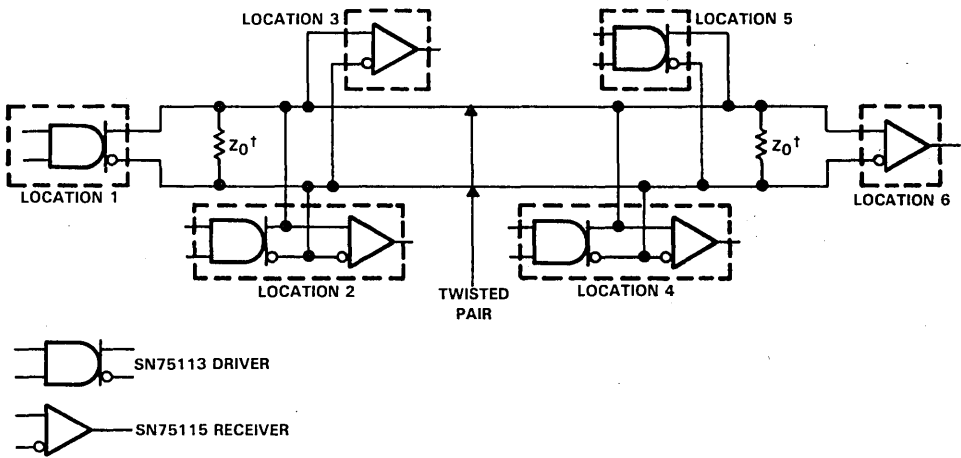 LOCATION 3
LOCATION 5
Z0†
Z0†
LOCATION 1
LOCATION 6
LOCATION 2
TWISTED
PAIR
LOCATION 4
SN75113 DRIVER
SN75115 RECEIVER